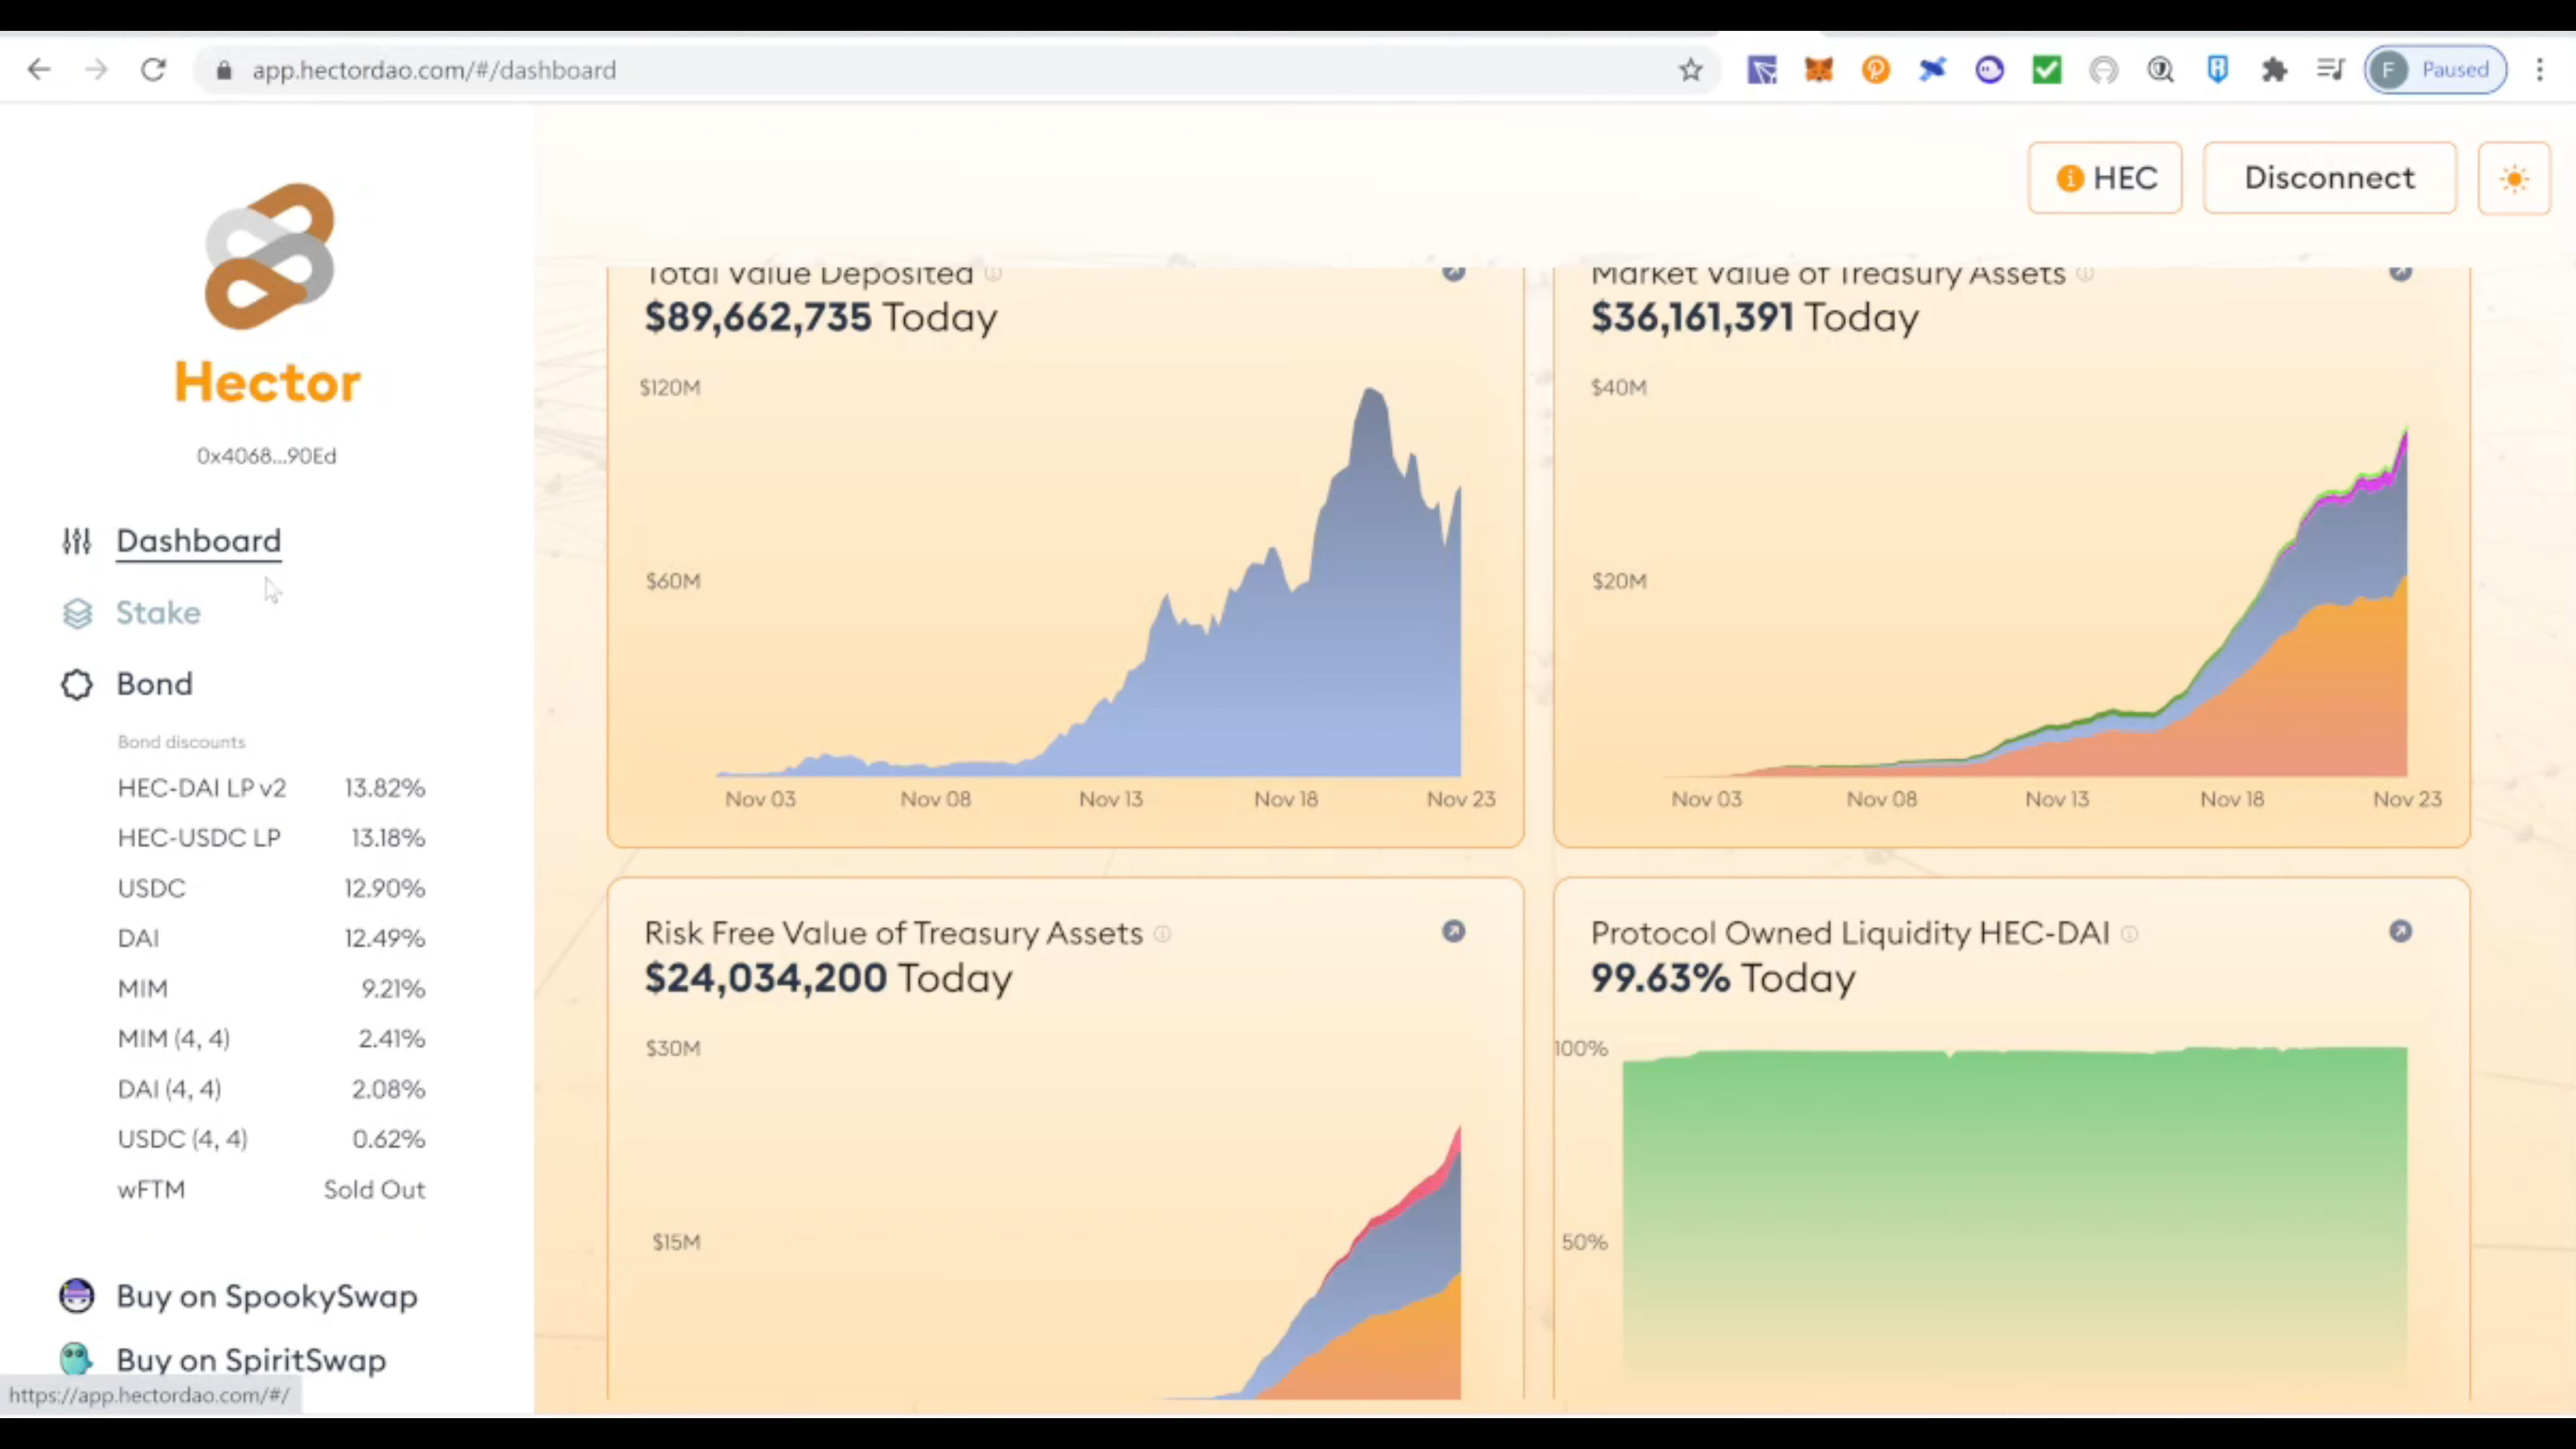 app.hectordao.com/#/dashboard
F Paused
HEC
Disconnect
Hector
0x4068...90Ed
Dashboard
Stake
Bond
Bond discounts
HEC-DAI LP v2 13.82%
HEC-USDC LP 13.18%
USDC 12.90%
DAI 12.49%
MIM 9.21%
MIM (4, 4) 2.41%
DAI (4, 4) 2.08%
USDC (4, 4) 0.62%
wFTM Sold Out
Buy on SpookySwap
Buy on SpiritSwap
https://app.hectordao.com/#/
Total Value Deposited
$89,662,735 Today
$120M
$60M
Nov 03 Nov 08 Nov 13 Nov 18 Nov 23
Market Value of Treasury Assets
$36,161,391 Today
$40M
$20M
Nov 03 Nov 08 Nov 13 Nov 18 Nov 23
Risk Free Value of Treasury Assets
$24,034,200 Today
$30M
$15M
Protocol Owned Liquidity HEC-DAI
99.63% Today
100%
50%